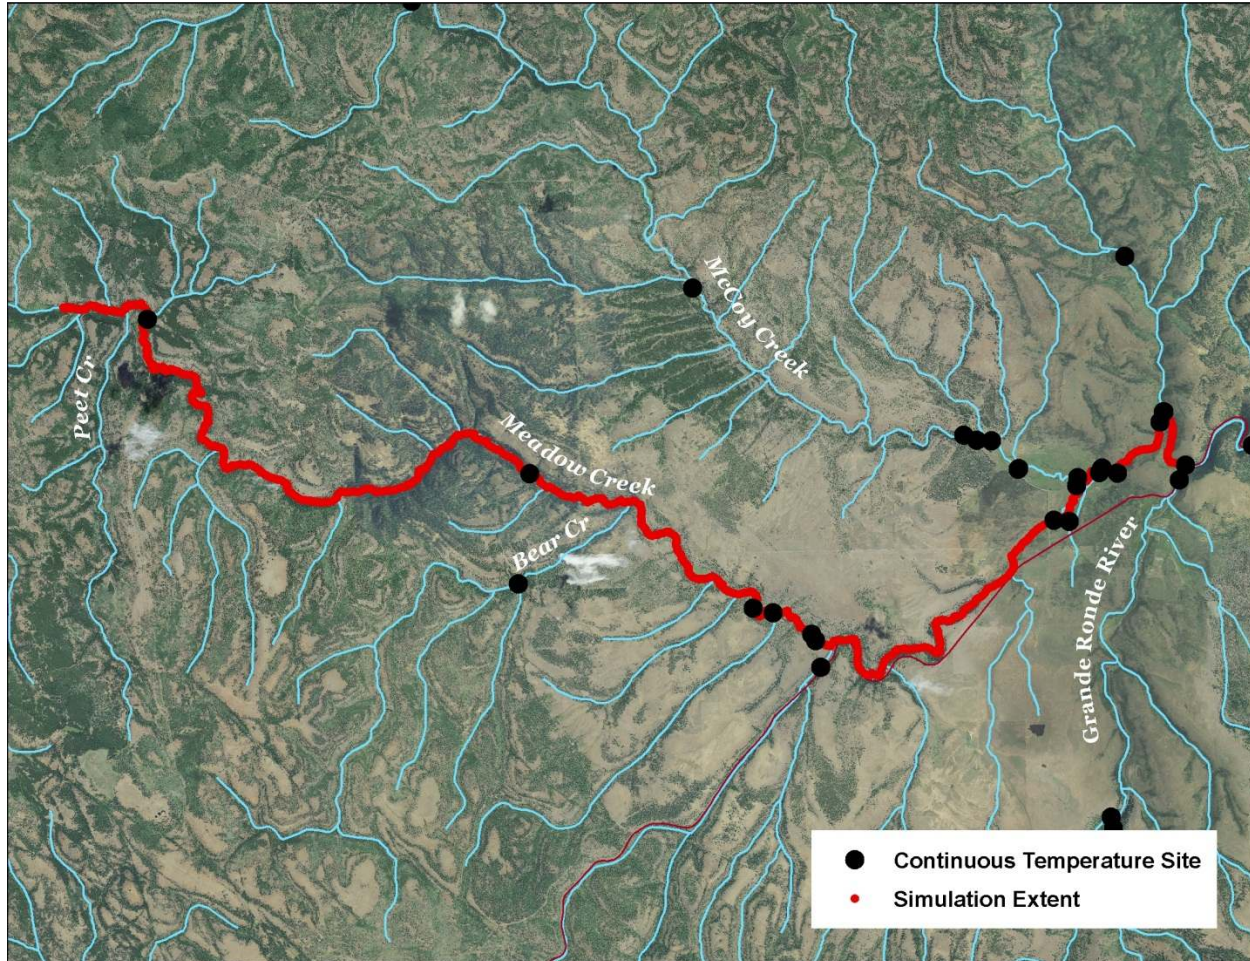 McCoy Creek
Peet Cr
Meadow Creek
Bear Cr
Grande Ronde River
Continuous Temperature Site
Simulation Extent